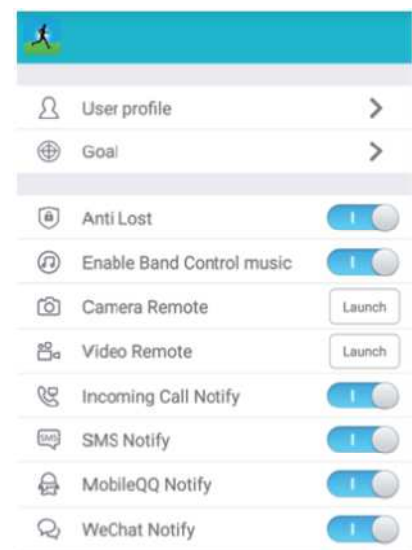 User profile
Goal
Anti Lost
Enable Band Control music
Camera Remote Launch
Video Remote Launch
Incoming Call Notify
SMS SMS Notify
MobileQQ Notify
WeChat Notify